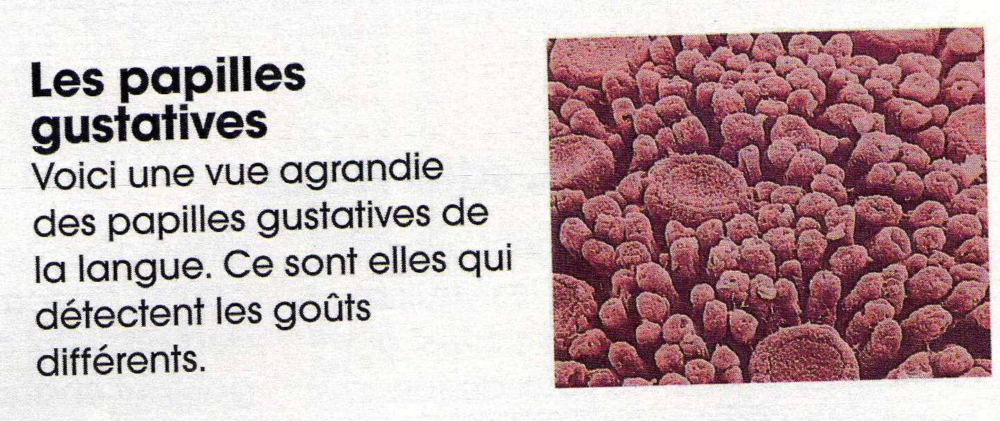 Les papilles
gustatives
Voici une vue agrandie
des papilles gustatives de
la langue. Ce sont elles qui
détectent les goûts
différents.